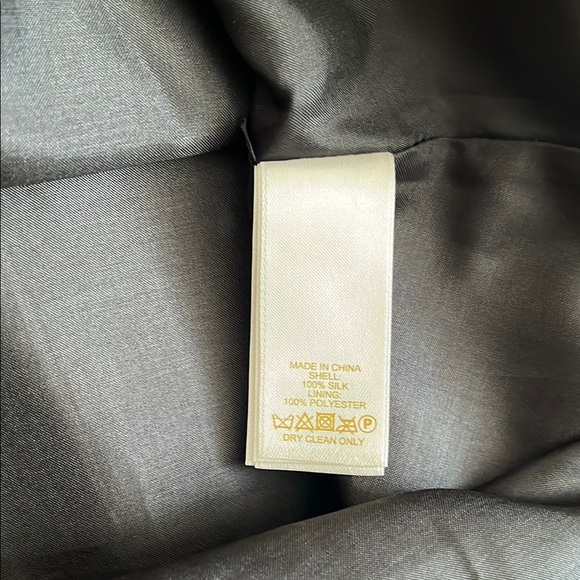 MADE IN CHINA
SHELL:
100% SILK
LINING:
100% POLYESTER
P
DRY CLEAN ONLY